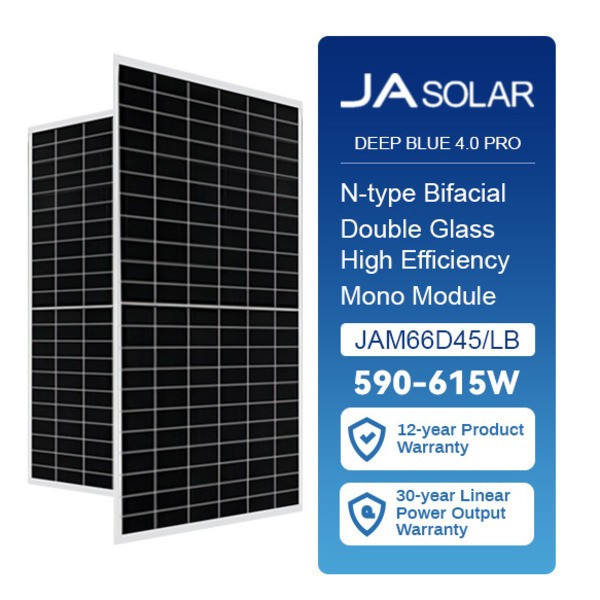 JA SOLAR
DEEP BLUE 4.0 PRO
N-type Bifacial
Double Glass
High Efficiency
Mono Module
JAM66D45/LB
590-615W
12-year Product
Warranty
30-year Linear
Power Output
Warranty